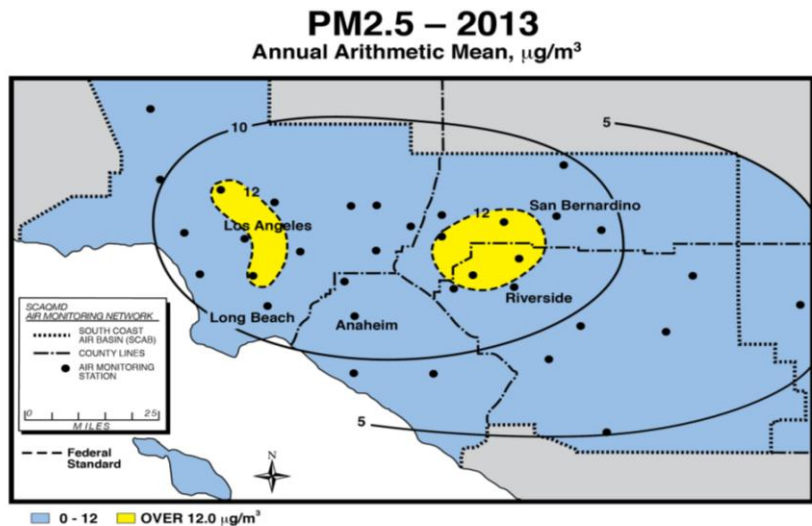 PM2.5 – 2013
Annual Arithmetic Mean, µg/m³
10
5
12
Los Angeles
12
San Bernardino
Long Beach
Anaheim
Riverside
5
SCAQMD
AIR MONITORING NETWORK
SOUTH COAST
AIR BASIN (SCAB)
COUNTY LINES
AIR MONITORING
STATION
0 25
MILES
Federal
Standard
N
0 - 12 OVER 12.0 µg/m³